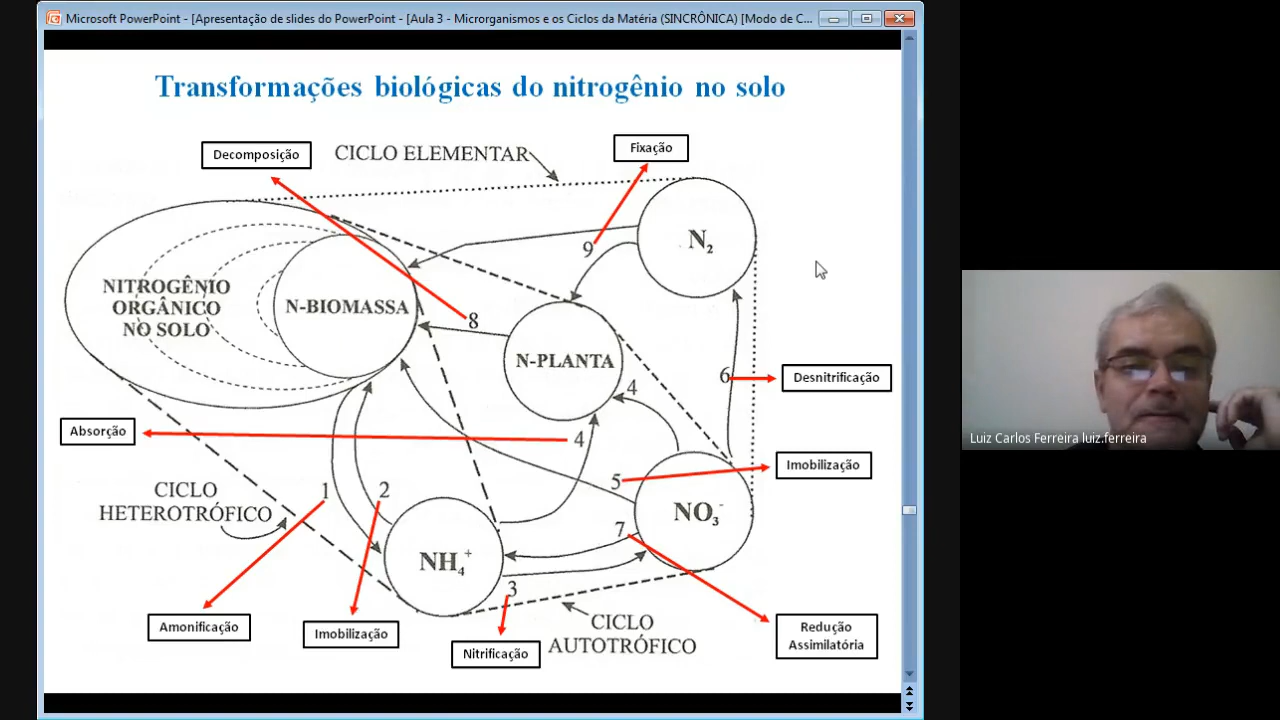 Microsoft PowerPoint - [Apresentação de slides do PowerPoint - [Aula 3 - Microrganismos e os Ciclos da Matéria (SINCRÔNICA) [Modo de C...
Transformações biológicas do nitrogênio no solo
Decomposição
CICLO ELEMENTAR
Fixação
9
N2
NITROGÊNIO
ORGÂNICO
NO SOLO
N-BIOMASSA
8
N-PLANTA
4
6
Desnitrificação
Absorção
4
Imobilização
5
CICLO
HETEROTRÓFICO
1
2
7
NO3-
NH4+
3
Amonificação
Imobilização
Nitrificação
CICLO
AUTOTRÓFICO
Redução
Assimilatória
Luiz Carlos Ferreira luiz.ferreira